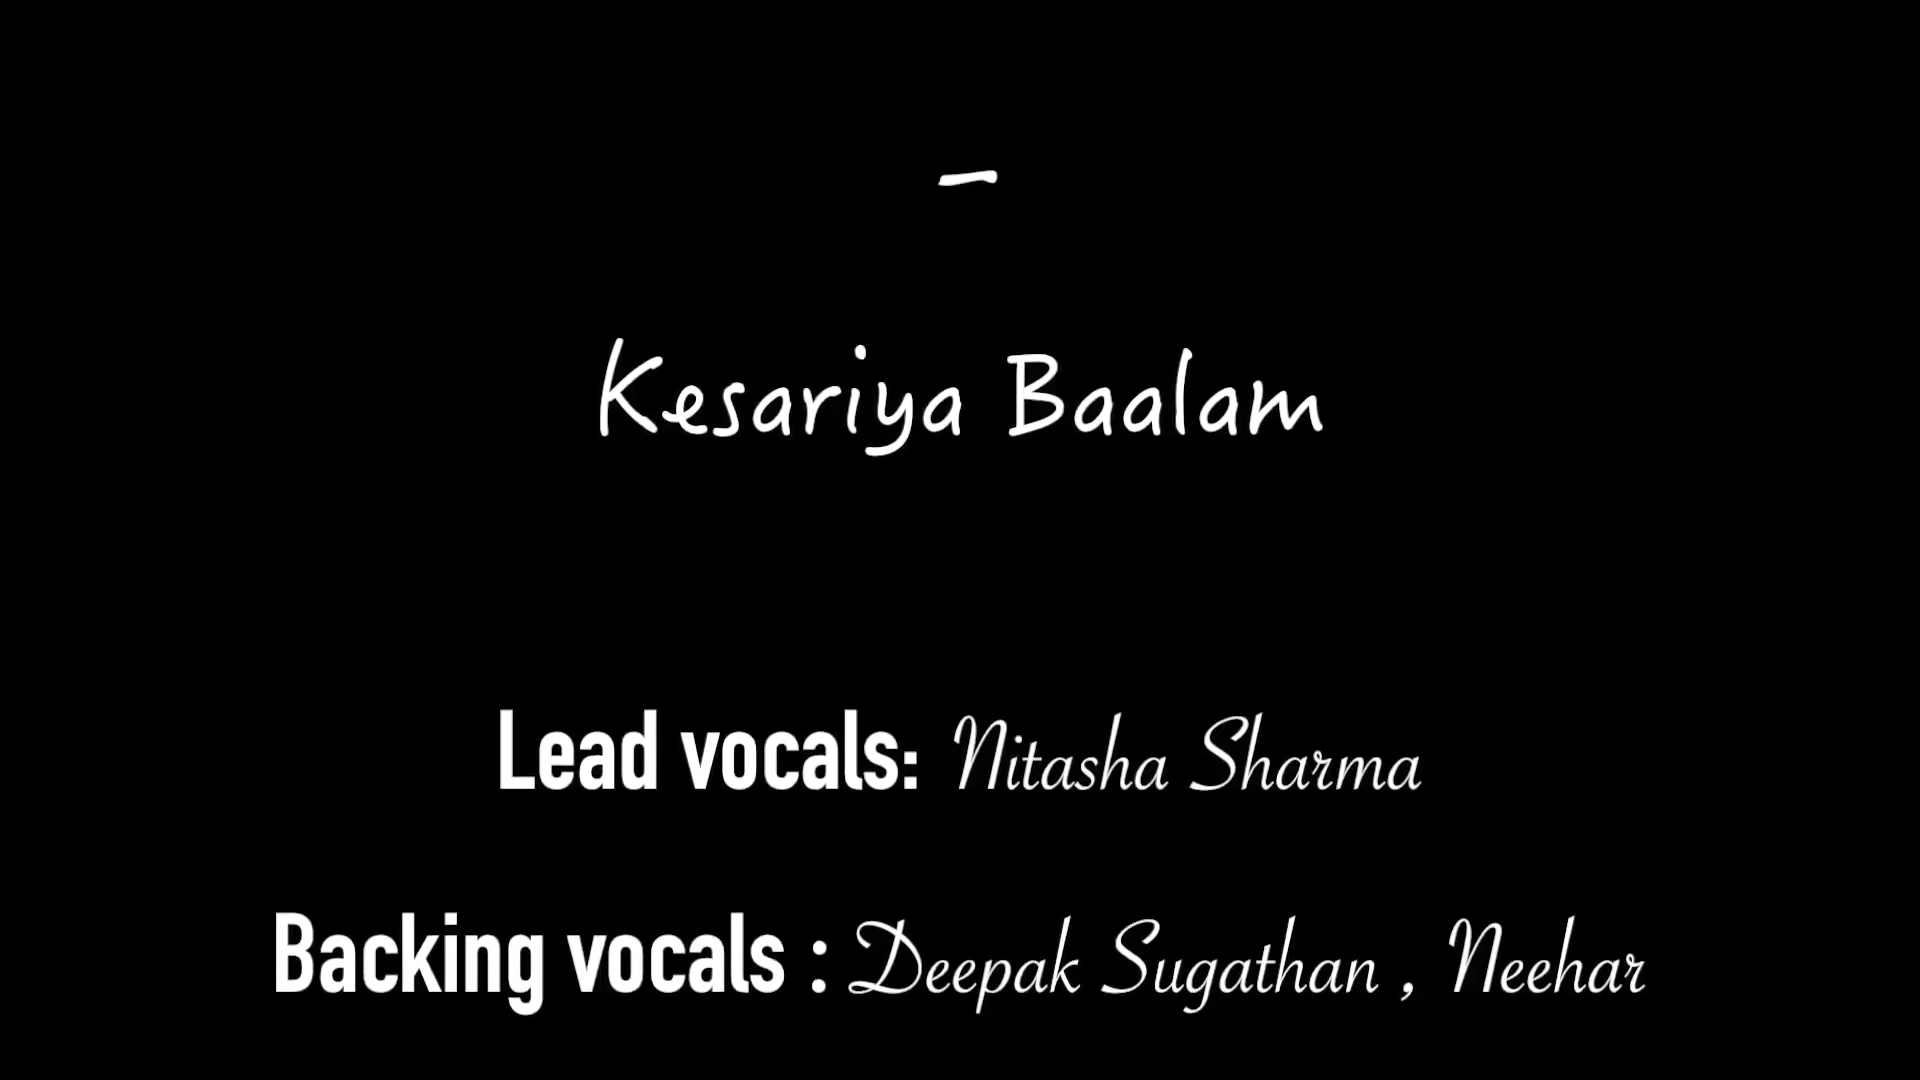 -
Kesariya Baalam
Lead vocals: Nitasha Sharma
Backing vocals : Deepak Sugathan , Neehar